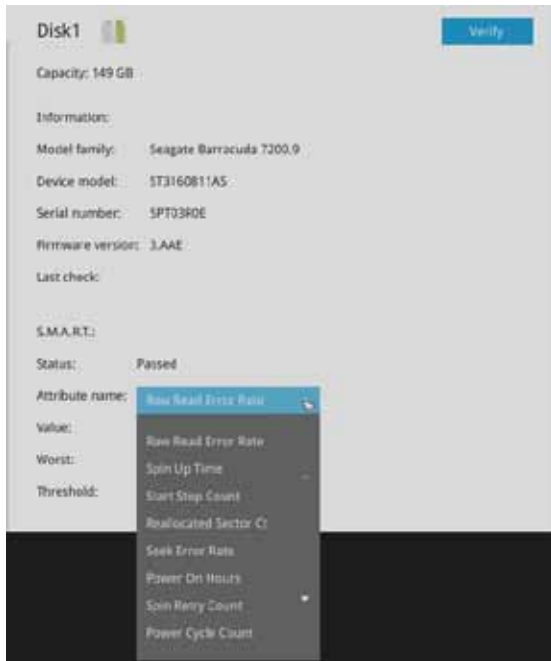 Disk1
Verify
Capacity: 149 GB
Information:
Model family: Seagate Barracuda 7200.9
Device model: ST3160811AS
Serial number: 5PT03R0E
Firmware version: 3.AAE
Last check:
S.M.A.R.T.:
Status: Passed
Attribute name: Raw Read Error Rate
Value:
Worst:
Threshold:
Raw Read Error Rate
Spin Up Time
Start Stop Count
Reallocated Sector Ct
Seek Error Rate
Power On Hours
Spin Retry Count
Power Cycle Count